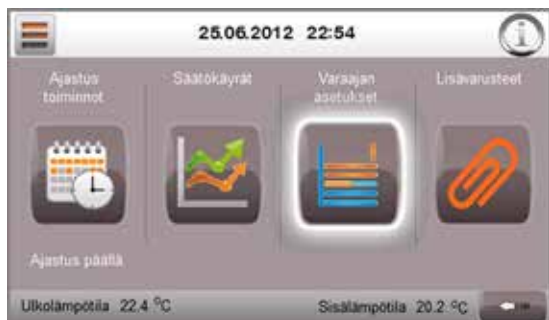 25.06.2012 22:54
Ajastus
toiminnot
Säätökäyrät
Varaajan
asetukset
Lisävarusteet
Ajastus päällä
Ulkolämpötila 22.4 °C
Sisälämpötila 20.2 °C